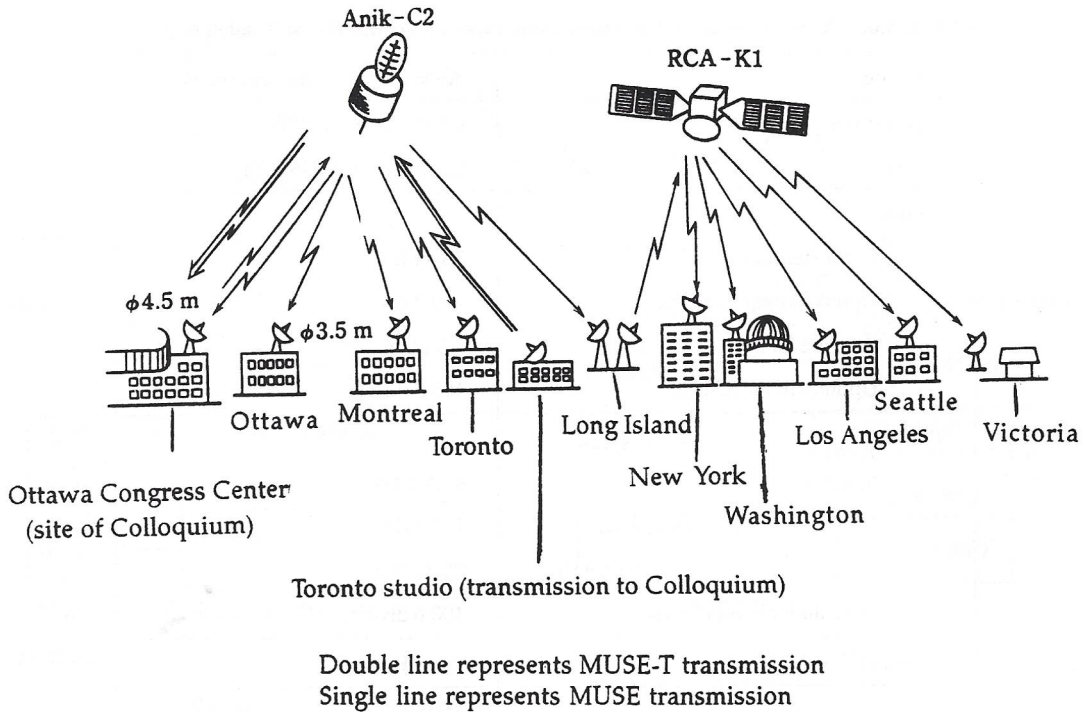 Anik-C2
RCA-K1
φ4.5 m
φ3.5 m
Ottawa
Montreal
Toronto
Long Island
New York
Washington
Los Angeles
Seattle
Victoria
Ottawa Congress Center
(site of Colloquium)
Toronto studio (transmission to Colloquium)
Double line represents MUSE-T transmission
Single line represents MUSE transmission